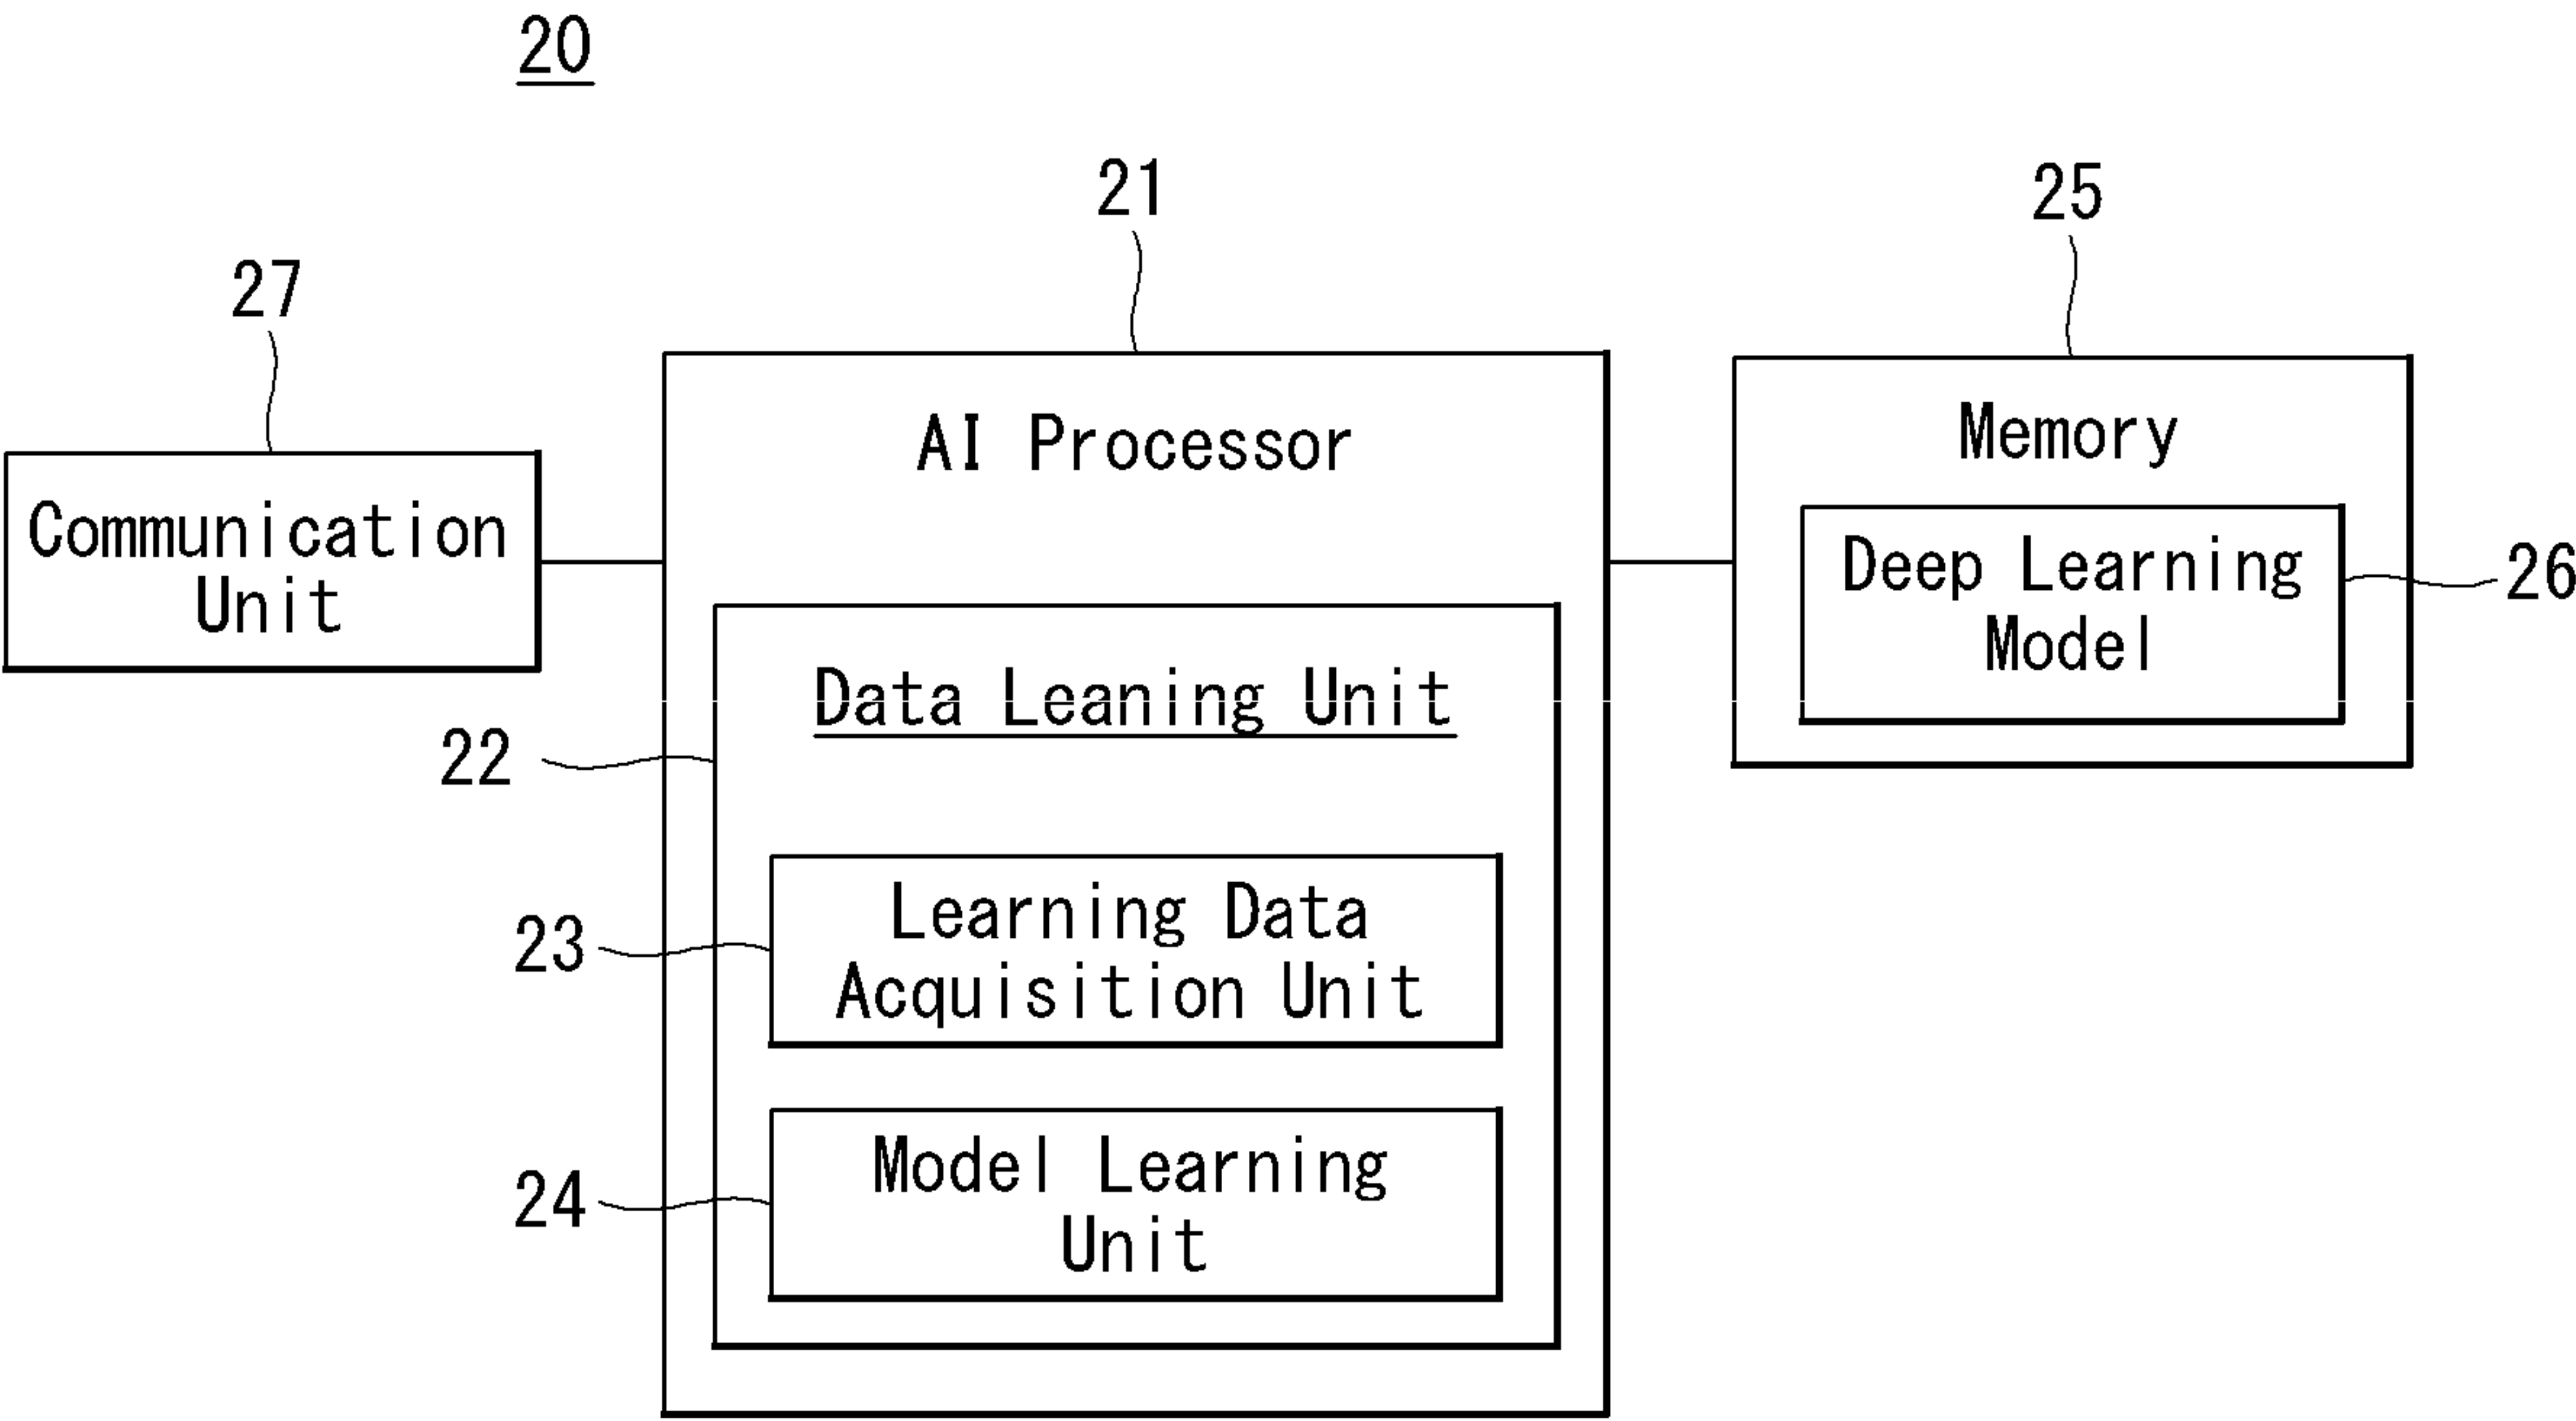 20
21
25
27
AI Processor
Memory
Communication
Unit
Deep Learning
Model
26
Data Leaning Unit
22
Learning Data
Acquisition Unit
23
Model Learning
Unit
24